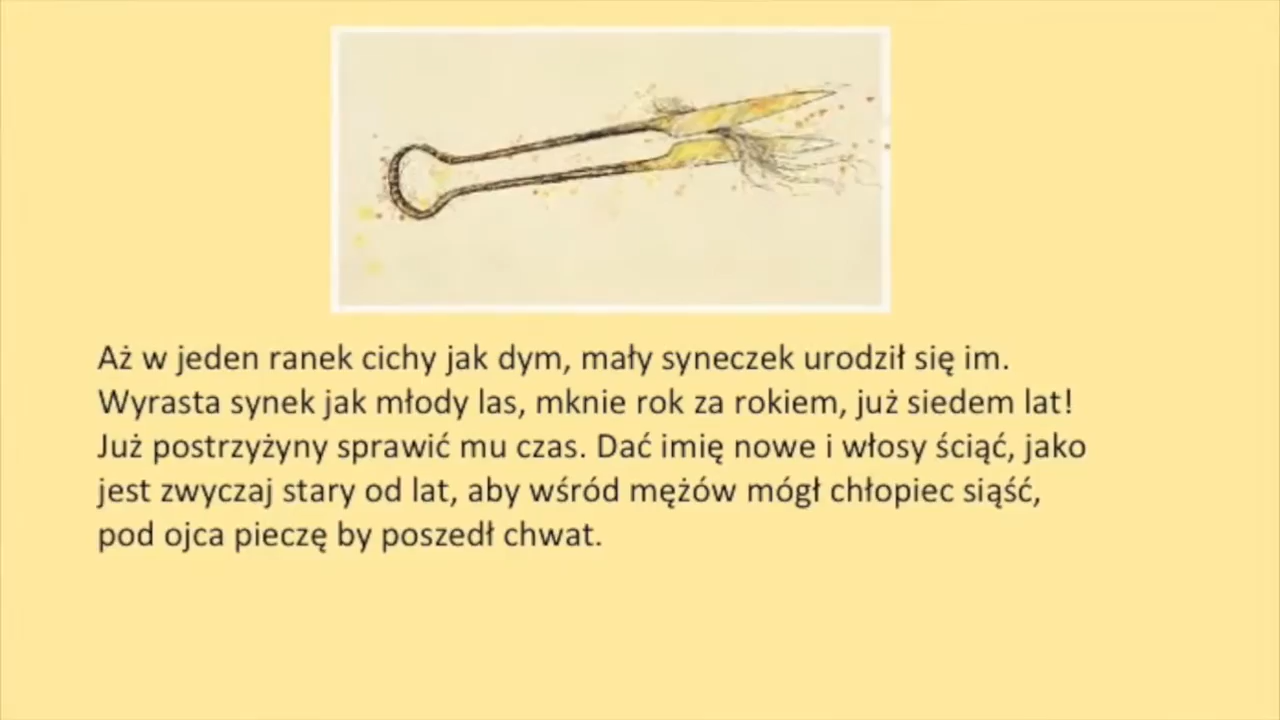 Aż w jeden ranek cichy jak dym, mały syneczek urodził się im.
Wyrasta synek jak młody las, mknie rok za rokiem, już siedem lat!
Już postrzyżyny sprawić mu czas. Dać imię nowe i włosy ściąć, jako
jest zwyczaj stary od lat, aby wśród mężów mógł chłopiec siąść,
pod ojca pieczę by poszedł chwat.